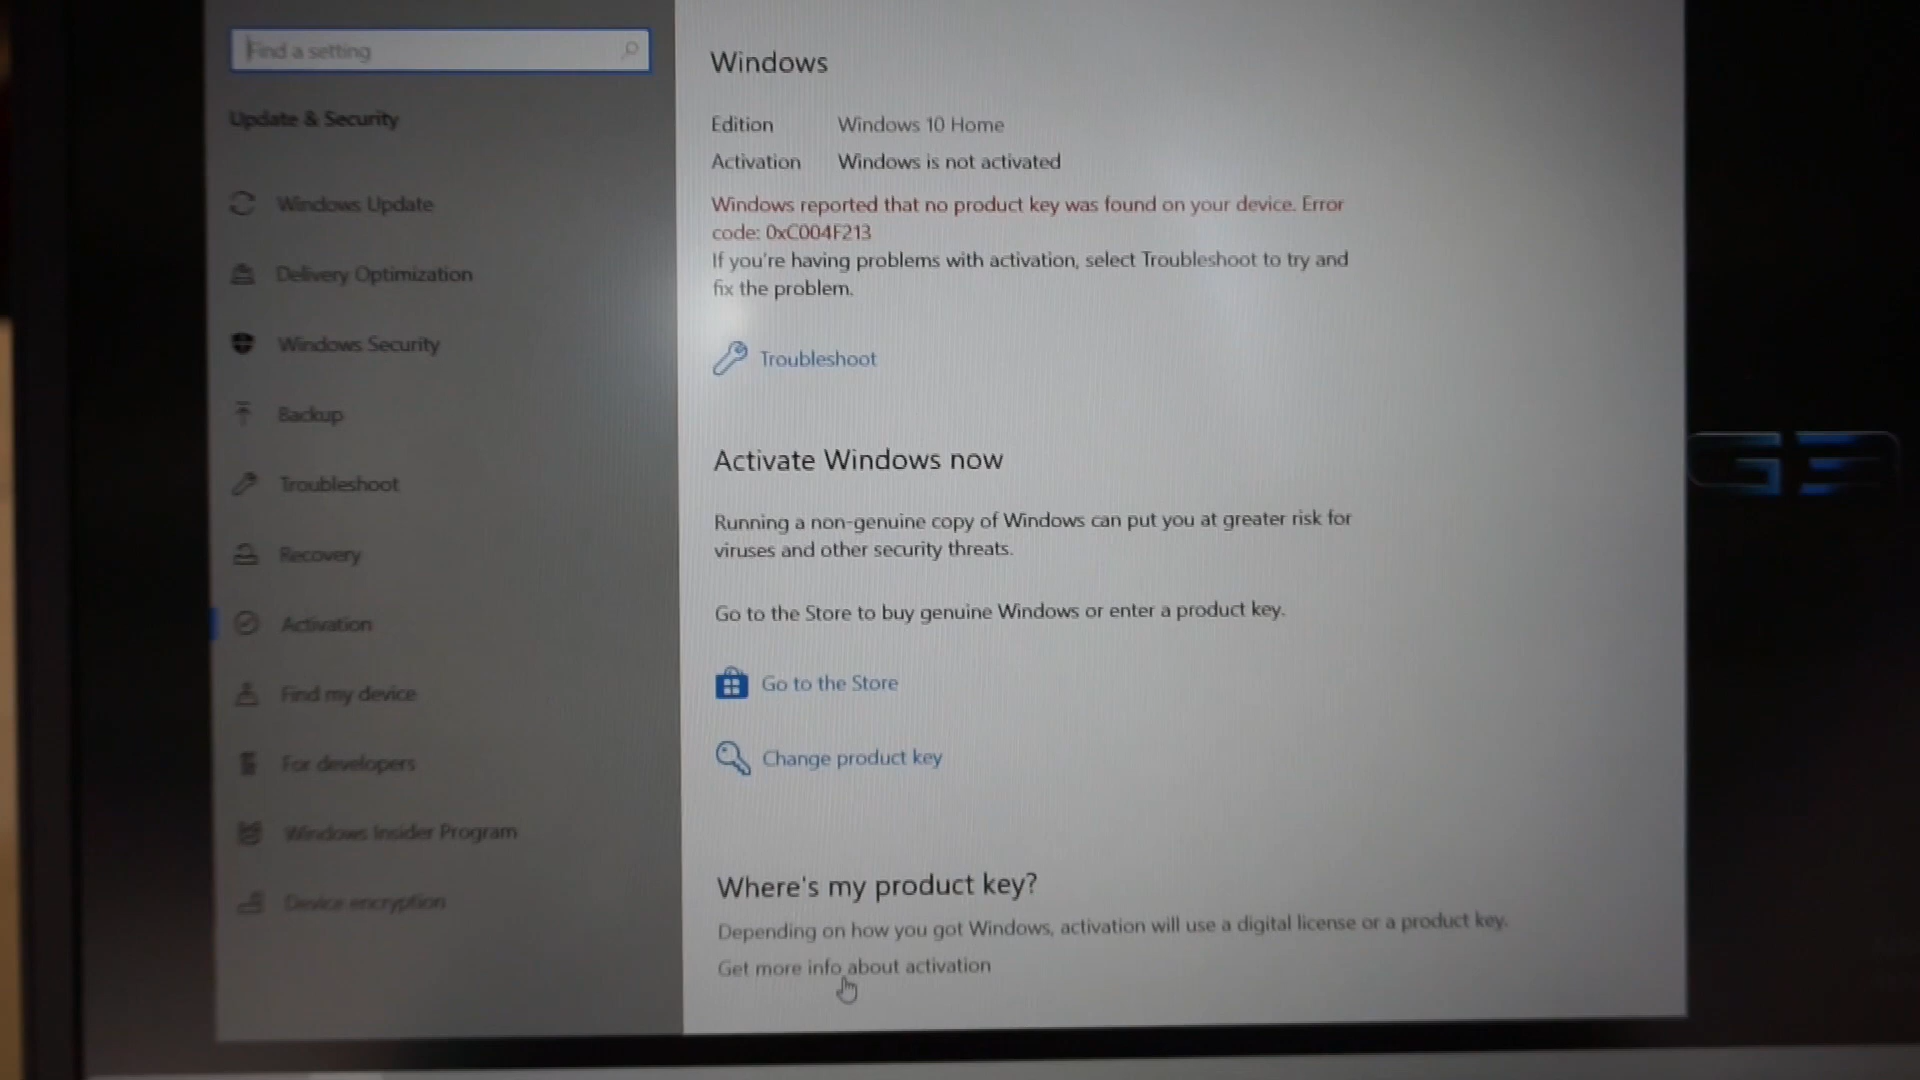 Find a setting
Update & Security
Windows Update
Delivery Optimization
Windows Security
Backup
Troubleshoot
Recovery
Activation
Find my device
For developers
Windows Insider Program
Device encryption
Windows
Edition Windows 10 Home
Activation Windows is not activated
Windows reported that no product key was found on your device. Error
code: 0xC004F213
If you're having problems with activation, select Troubleshoot to try and
fix the problem.
Troubleshoot
Activate Windows now
Running a non-genuine copy of Windows can put you at greater risk for
viruses and other security threats.
Go to the Store to buy genuine Windows or enter a product key.
Go to the Store
Change product key
Where's my product key?
Depending on how you got Windows, activation will use a digital license or a product key.
Get more info about activation
G3